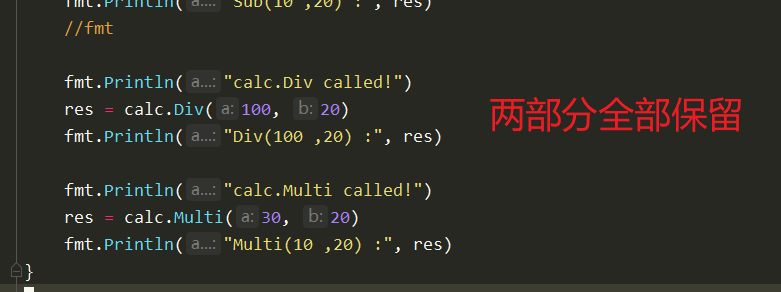 fmt.Println( a...: "Sub(10 ,20) :", res)
//fmt
fmt.Println( a...: "calc.Div called!")
res = calc.Div( a: 100, b: 20)
fmt.Println( a...: "Div(100 ,20) :", res)
两部分全部保留
fmt.Println( a...: "calc.Multi called!")
res = calc.Multi( a: 30, b: 20)
fmt.Println( a...: "Multi(10 ,20) :", res)
}